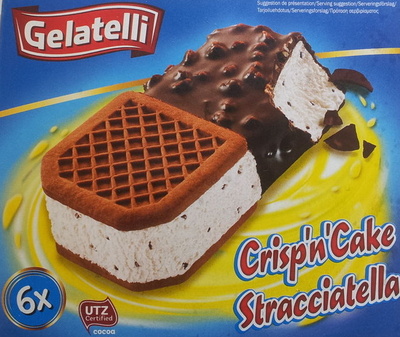 Suggestion de présentation/Serving suggestion/Serveringsforslag/
Tarjoiluehdotus/Serveringsförslag/Πρόταση σερβιρίσματος
Gelatelli
Crisp'n'Cake
Stracciatella
6x
UTZ
Certified
cocoa